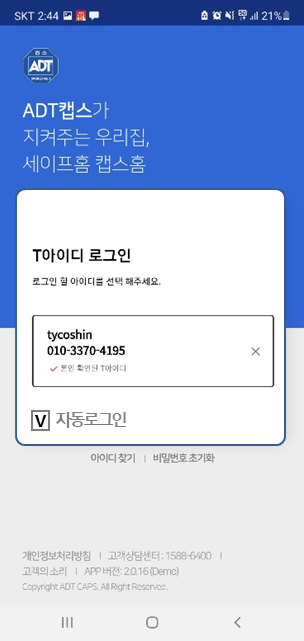 SKT 2:44 21%
캡스
ADT
ADT캡스가
지켜주는 우리집,
세이프홈 캡스홈
T아이디 로그인
로그인 할 아이디를 선택 해주세요.
tycoshin
010-3370-4195
본인 확인된 T아이디
V 자동로그인
아이디 찾기 | 비밀번호 초기화
개인정보처리방침 | 고객상담센터 : 1588-6400 |
고객의 소리 | APP 버전: 2.0.16 (Demo)
Copyright ADT CAPS. All Right Reserved.